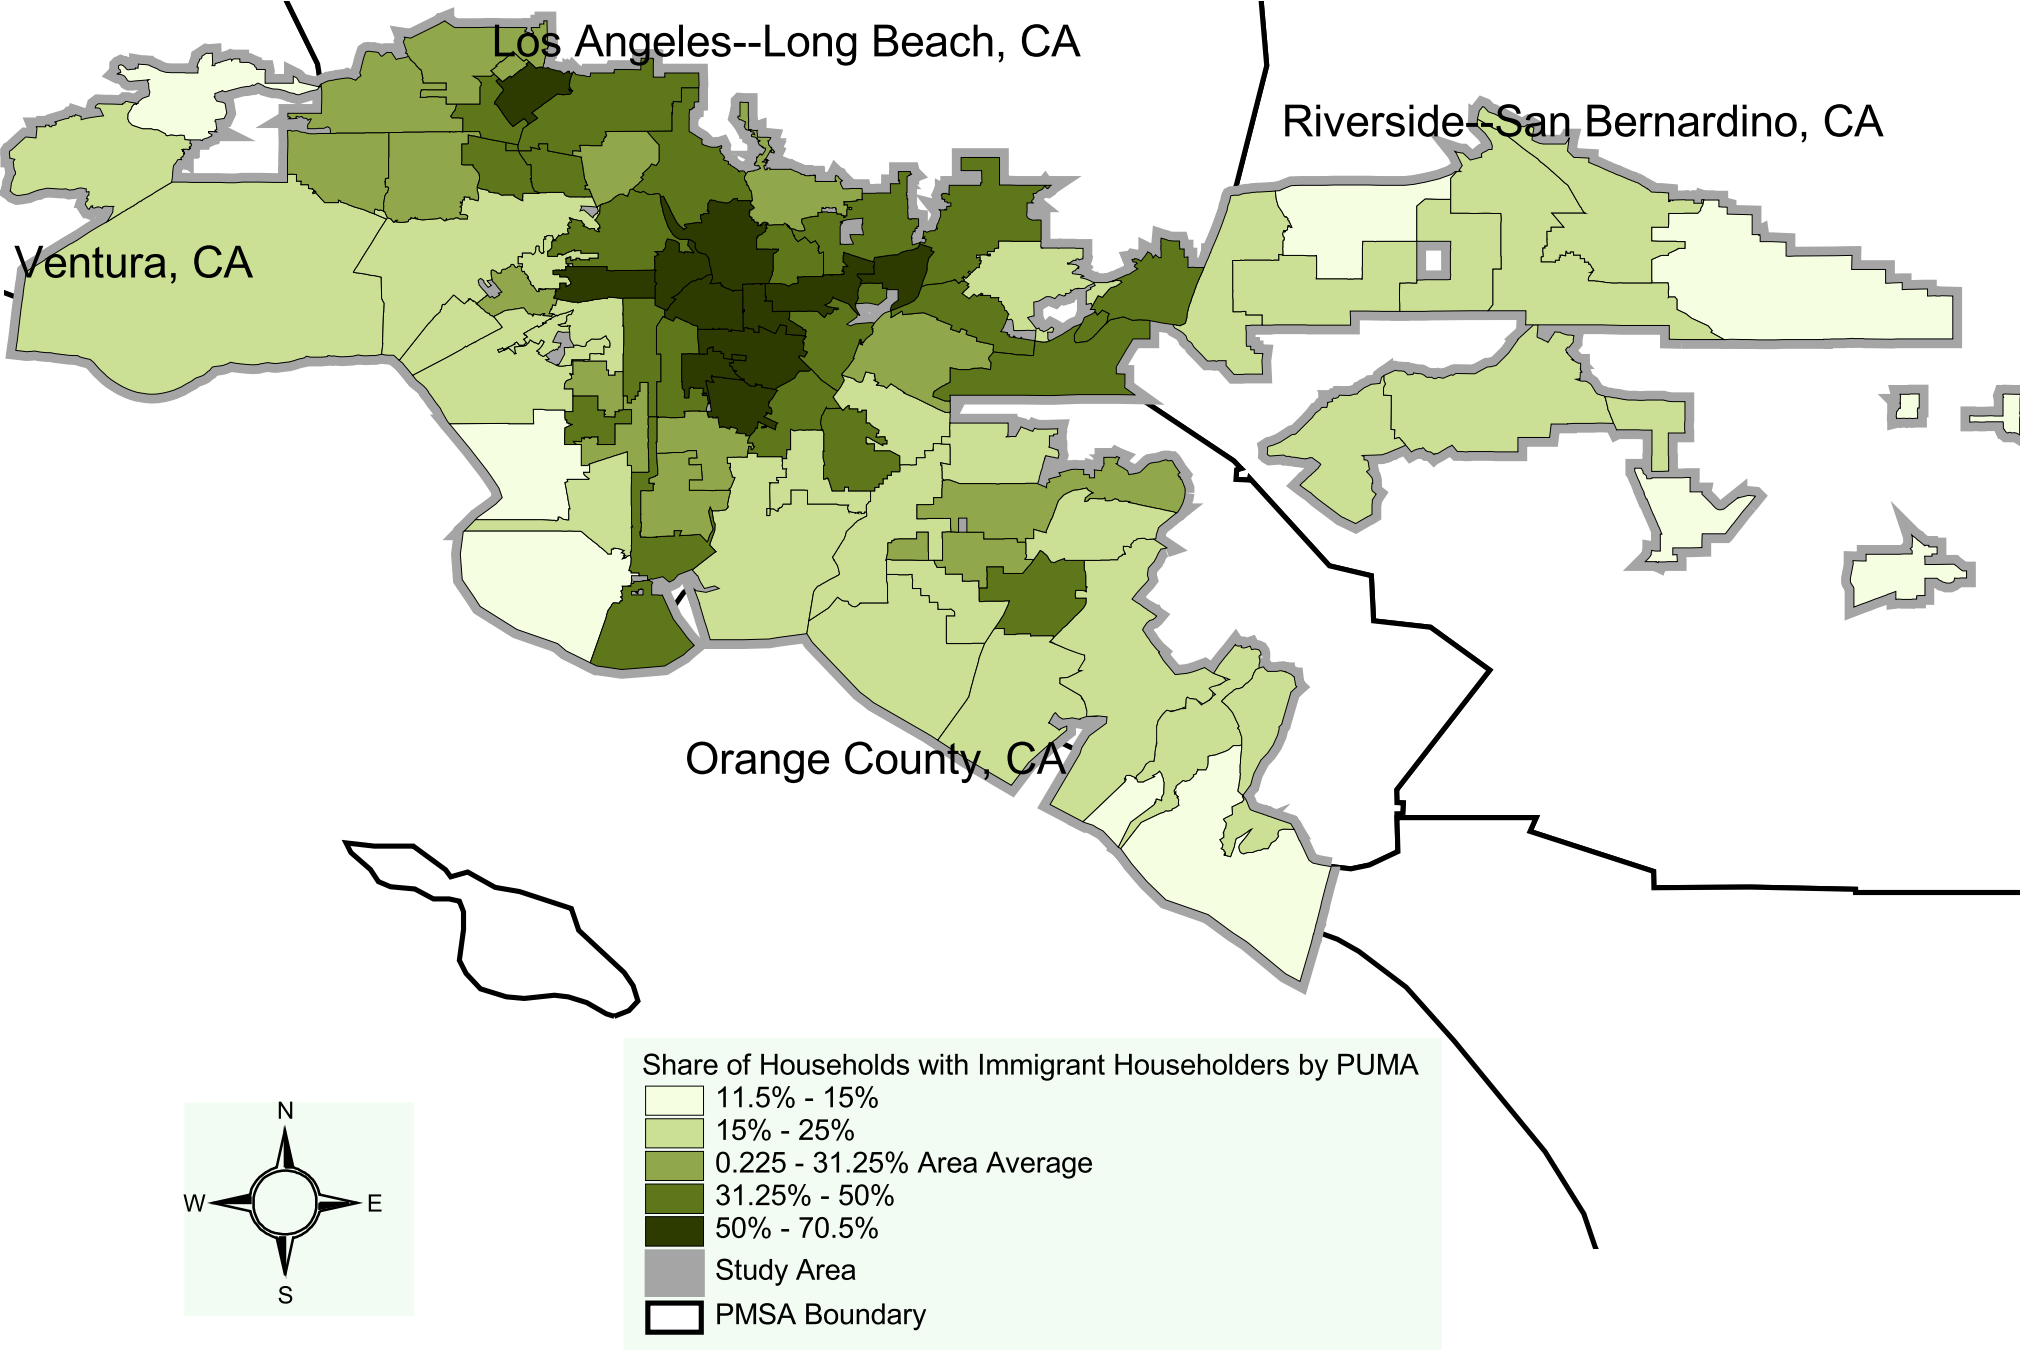 Los Angeles--Long Beach, CA
Riverside--San Bernardino, CA
Ventura, CA
Orange County, CA
Share of Households with Immigrant Householders by PUMA
11.5% - 15%
15% - 25%
0.225 - 31.25% Area Average
31.25% - 50%
50% - 70.5%
Study Area
PMSA Boundary
N
W
E
S